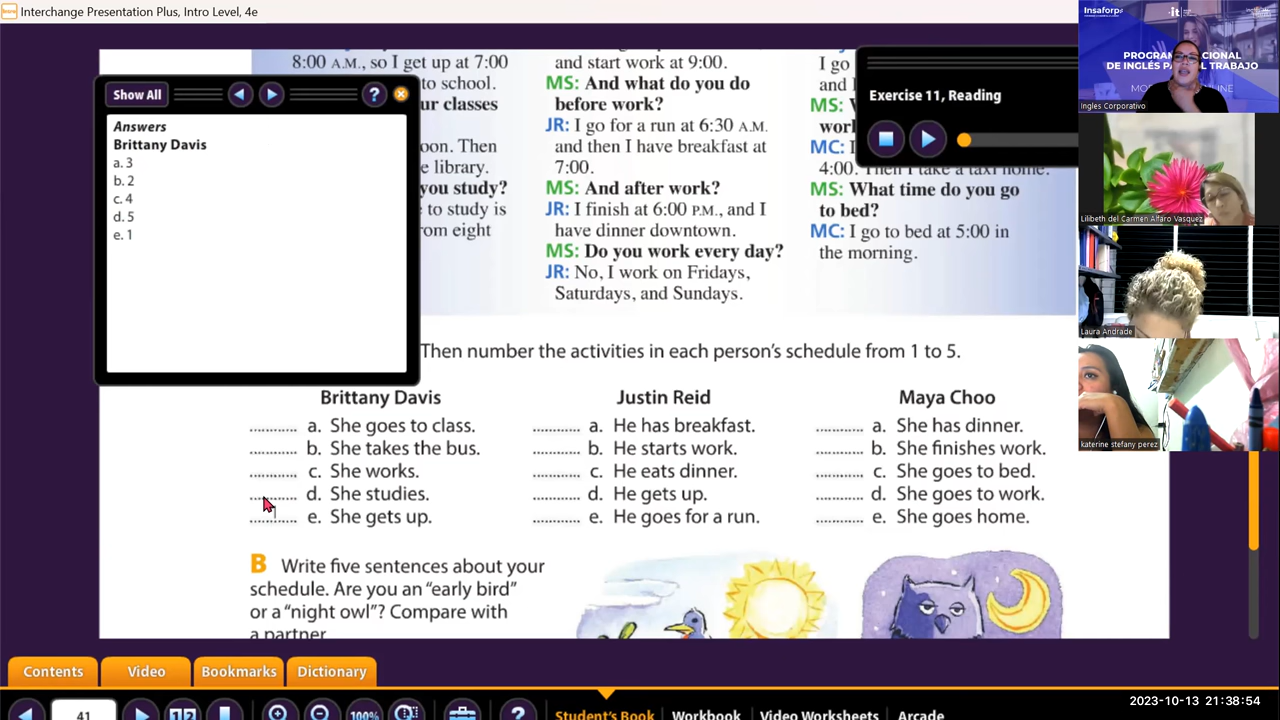 Interchange Presentation Plus, Intro Level, 4e
8:00 A.M., so I get up at 7:00
to school.
ur classes
oon. Then
e library.
you study?
to study is
rom eight
and start work at 9:00.
MS: And what do you do
before work?
JR: I go for a run at 6:30 A.M.
and then I have breakfast at
7:00.
MS: And after work?
JR: I finish at 6:00 P.M., and I
have dinner downtown.
MS: Do you work every day?
JR: No, I work on Fridays,
Saturdays, and Sundays.
I go
and I
MS:
work
MC: I
4:00. Then I take a taxi home.
MS: What time do you go
to bed?
MC: I go to bed at 5:00 in
the morning.
Show All
?
Answers
Brittany Davis
a. 3
b. 2
c. 4
d. 5
e. 1
Exercise 11, Reading
Then number the activities in each person's schedule from 1 to 5.
Brittany Davis
............ a. She goes to class.
............ b. She takes the bus.
............ c. She works.
............ d. She studies.
............ e. She gets up.
Justin Reid
............ a. He has breakfast.
............ b. He starts work.
............ c. He eats dinner.
............ d. He gets up.
............ e. He goes for a run.
Maya Choo
............ a. She has dinner.
............ b. She finishes work.
............ c. She goes to bed.
............ d. She goes to work.
............ e. She goes home.
B Write five sentences about your
schedule. Are you an "early bird"
or a "night owl"? Compare with
a partner
Insaforp
PROGRAMA NACIONAL
DE INGLÉS PARA EL TRABAJO
Ingles Corporativo
Lilibeth del Carmen Alfaro Vasquez
Laura Andrade
katerine stefany perez
Contents
Video
Bookmarks
Dictionary
41
100%
?
Student's Book
Workbook
Video Worksheets
Arcade
2023-10-13 21:38:54